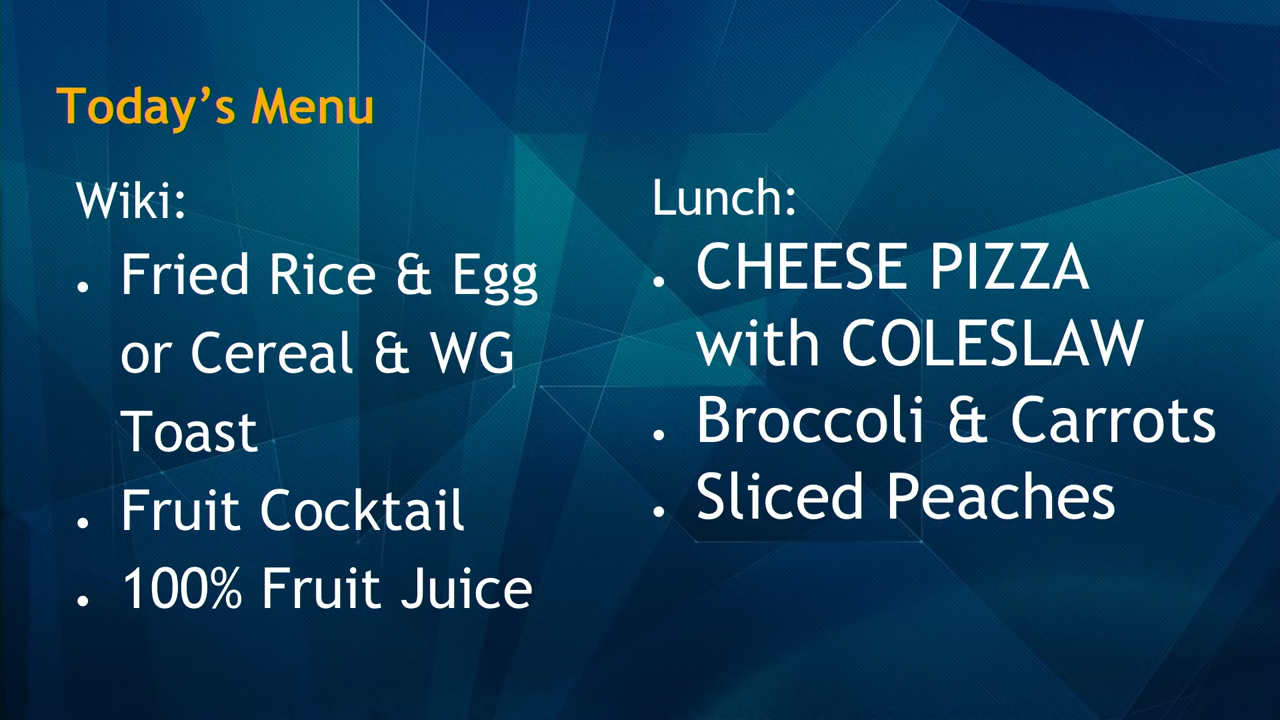 Today’s Menu
Wiki:
• Fried Rice & Egg
or Cereal & WG
Toast
• Fruit Cocktail
• 100% Fruit Juice
Lunch:
• CHEESE PIZZA
with COLESLAW
• Broccoli & Carrots
• Sliced Peaches